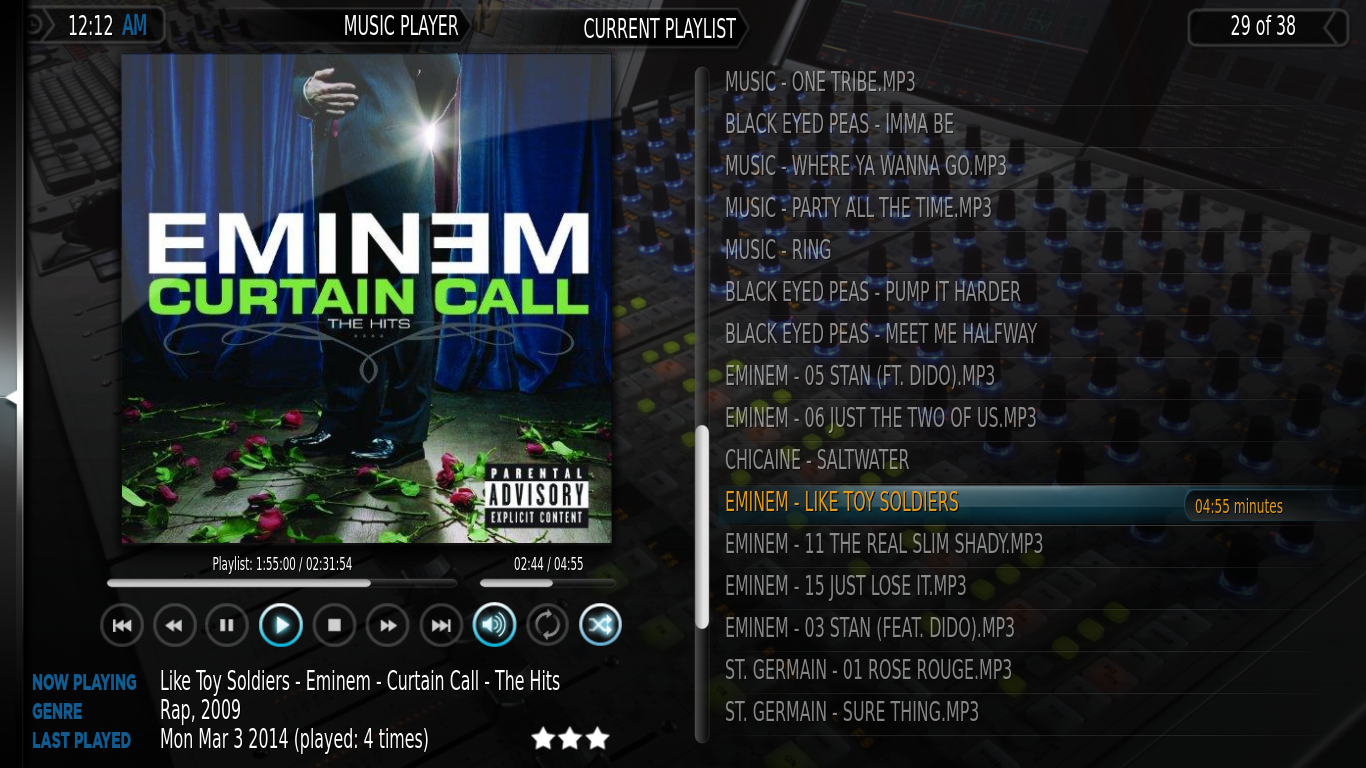 12:12 AM
MUSIC PLAYER
CURRENT PLAYLIST
29 of 38
EMINEM
CURTAIN CALL
THE HITS
PARENTAL
ADVISORY
EXPLICIT CONTENT
Playlist: 1:55:00 / 02:31:54
02:44 / 04:55
NOW PLAYING Like Toy Soldiers - Eminem - Curtain Call - The Hits
GENRE Rap, 2009
LAST PLAYED Mon Mar 3 2014 (played: 4 times)
MUSIC - ONE TRIBE.MP3
BLACK EYED PEAS - IMMA BE
MUSIC - WHERE YA WANNA GO.MP3
MUSIC - PARTY ALL THE TIME.MP3
MUSIC - RING
BLACK EYED PEAS - PUMP IT HARDER
BLACK EYED PEAS - MEET ME HALFWAY
EMINEM - 05 STAN (FT. DIDO).MP3
EMINEM - 06 JUST THE TWO OF US.MP3
CHICAINE - SALTWATER
EMINEM - LIKE TOY SOLDIERS 04:55 minutes
EMINEM - 11 THE REAL SLIM SHADY.MP3
EMINEM - 15 JUST LOSE IT.MP3
EMINEM - 03 STAN (FEAT. DIDO).MP3
ST. GERMAIN - 01 ROSE ROUGE.MP3
ST. GERMAIN - SURE THING.MP3